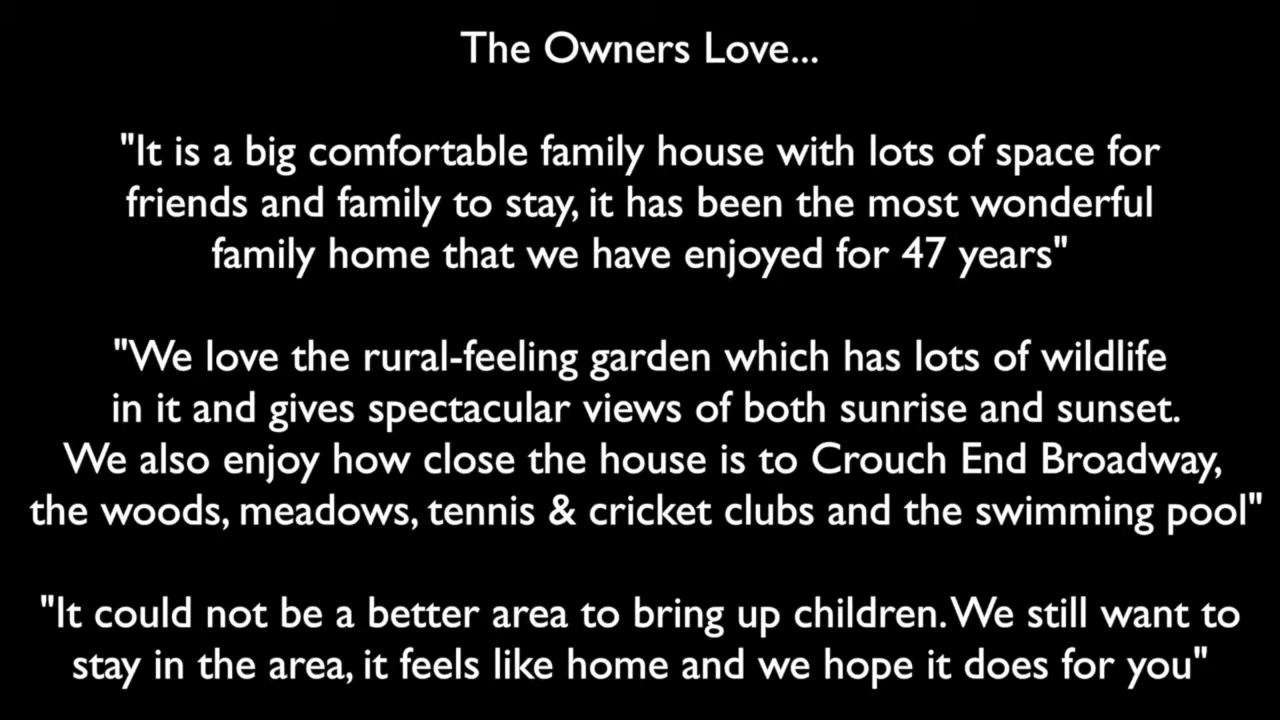 The Owners Love...
"It is a big comfortable family house with lots of space for
friends and family to stay, it has been the most wonderful
family home that we have enjoyed for 47 years"
"We love the rural-feeling garden which has lots of wildlife
in it and gives spectacular views of both sunrise and sunset.
We also enjoy how close the house is to Crouch End Broadway,
the woods, meadows, tennis & cricket clubs and the swimming pool"
"It could not be a better area to bring up children. We still want to
stay in the area, it feels like home and we hope it does for you"